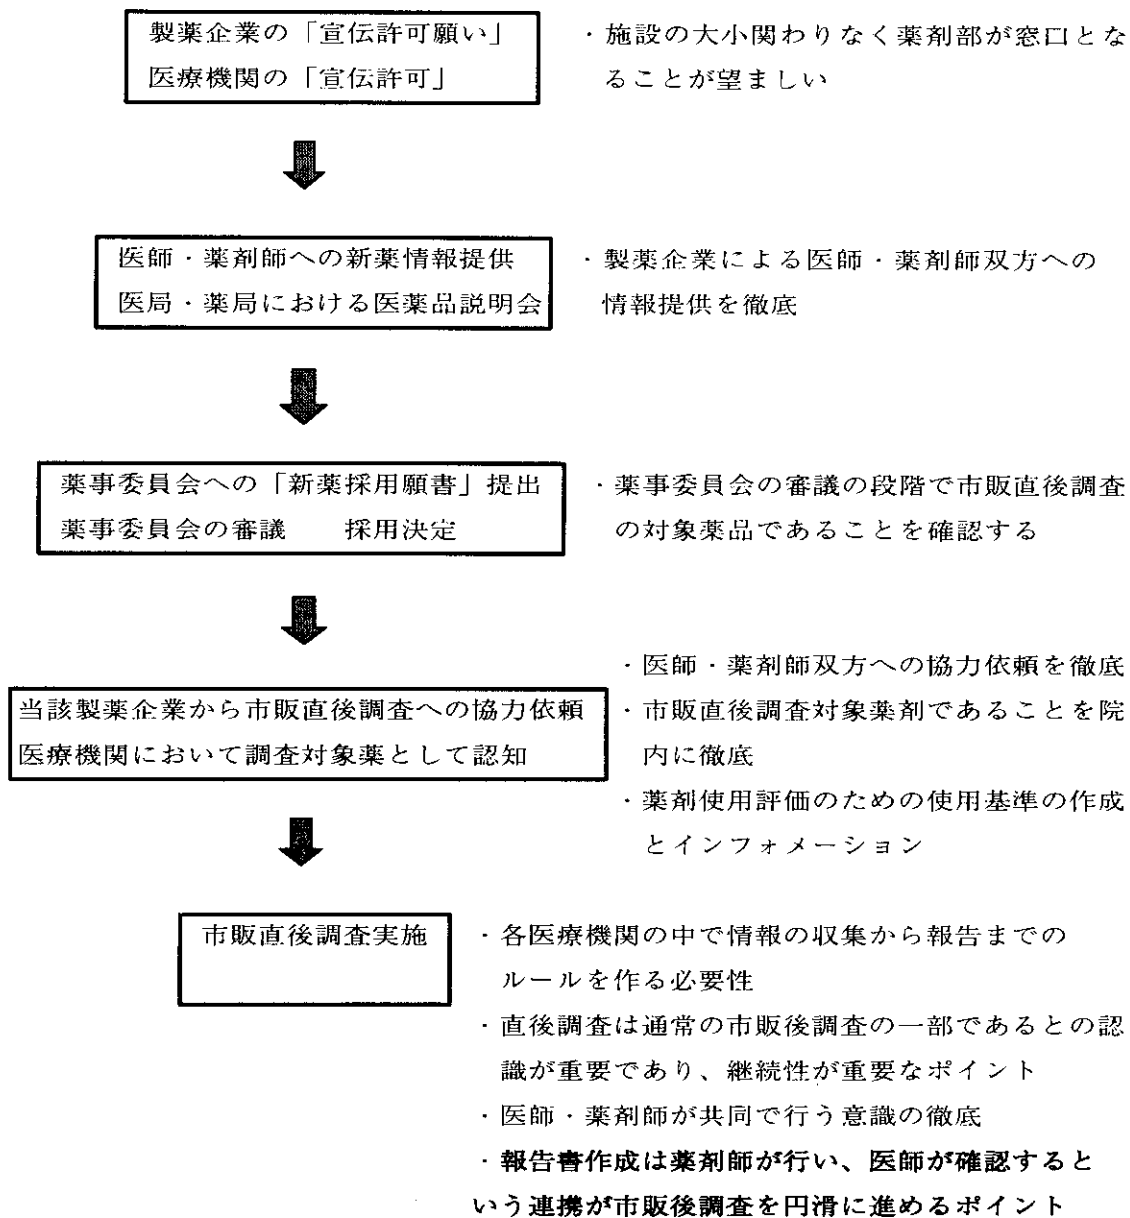 製薬企業の「宣伝許可願い」
医療機関の「宣伝許可」
・施設の大小関わりなく薬剤部が窓口とな
ることが望ましい
医師・薬剤師への新薬情報提供
医局・薬局における医薬品説明会
・製薬企業による医師・薬剤師双方への
情報提供を徹底
薬事委員会への「新薬採用願書」提出
薬事委員会の審議　　採用決定
・薬事委員会の審議の段階で市販直後調査
の対象薬品であることを確認する
当該製薬企業から市販直後調査への協力依頼
医療機関において調査対象薬として認知
・医師・薬剤師双方への協力依頼を徹底
・市販直後調査対象薬剤であることを院
内に徹底
・薬剤使用評価のための使用基準の作成
とインフォメーション
市販直後調査実施
・各医療機関の中で情報の収集から報告までの
ルールを作る必要性
・直後調査は通常の市販後調査の一部であるとの認
識が重要であり、継続性が重要なポイント
・医師・薬剤師が共同で行う意識の徹底
・報告書作成は薬剤師が行い、医師が確認すると
いう連携が市販後調査を円滑に進めるポイント